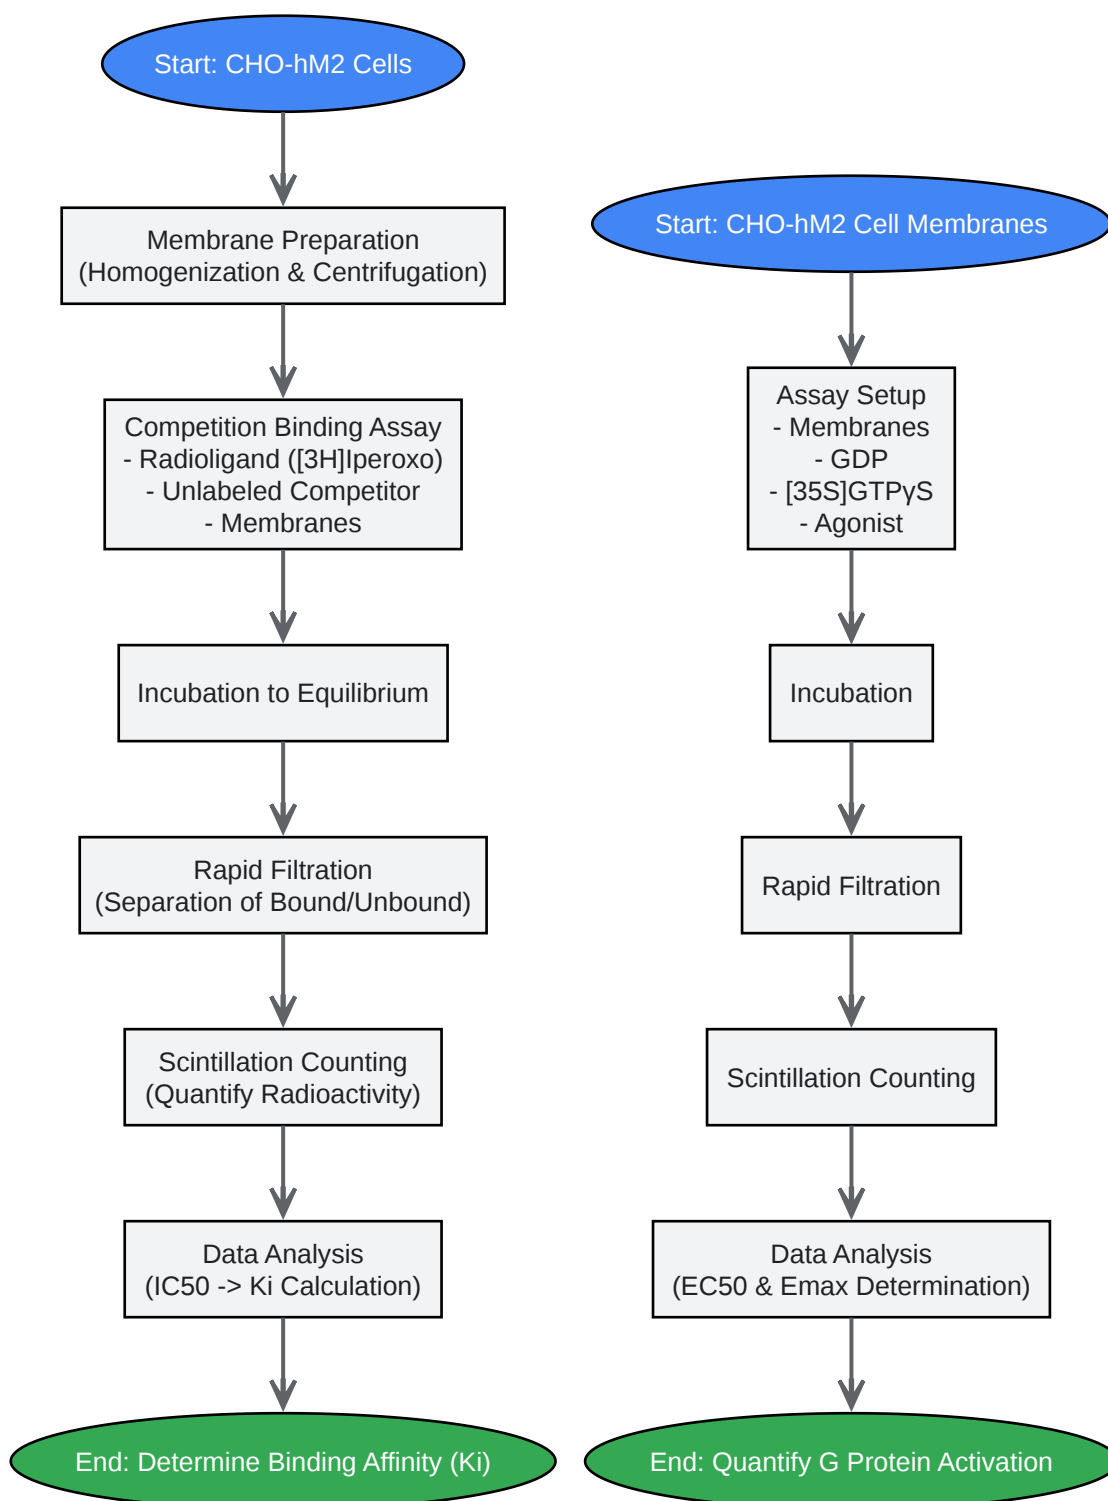 Start: CHO-hM2 Cells
Membrane Preparation
(Homogenization & Centrifugation)
Competition Binding Assay
- Radioligand ([3H]Iperoxo)
- Unlabeled Competitor
- Membranes
Incubation to Equilibrium
Rapid Filtration
(Separation of Bound/Unbound)
Scintillation Counting
(Quantify Radioactivity)
Data Analysis
(IC50 -> Ki Calculation)
End: Determine Binding Affinity (Ki)
Start: CHO-hM2 Cell Membranes
Assay Setup
- Membranes
- GDP
- [35S]GTPγS
- Agonist
Incubation
Rapid Filtration
Scintillation Counting
Data Analysis
(EC50 & Emax Determination)
End: Quantify G Protein Activation